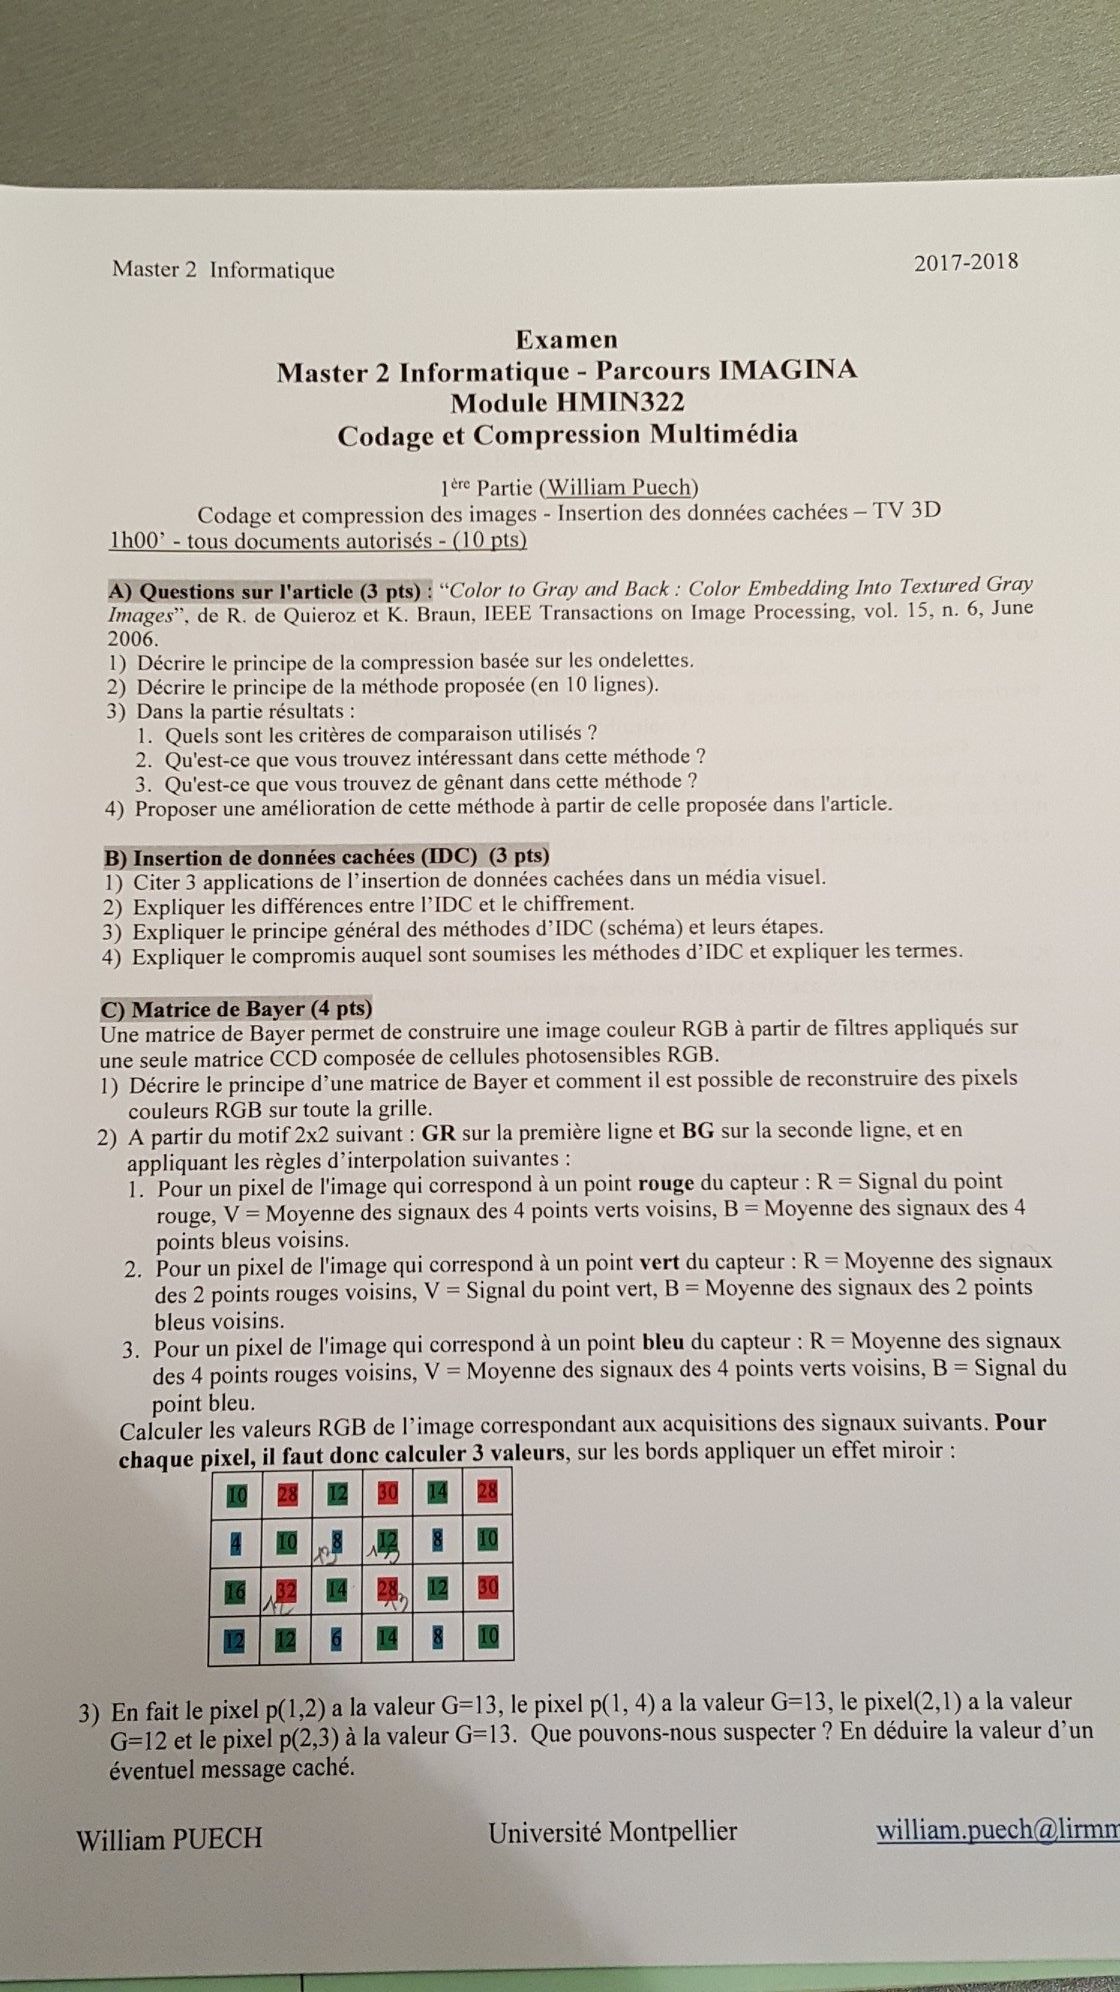 Master 2 Informatique
2017-2018
Examen
Master 2 Informatique - Parcours IMAGINA
Module HMIN322
Codage et Compression Multimédia
1ère Partie (William Puech)
Codage et compression des images - Insertion des données cachées – TV 3D
1h00’ - tous documents autorisés - (10 pts)
A) Questions sur l'article (3 pts) : “Color to Gray and Back : Color Embedding Into Textured Gray
Images”, de R. de Quieroz et K. Braun, IEEE Transactions on Image Processing, vol. 15, n. 6, June
2006.
1) Décrire le principe de la compression basée sur les ondelettes.
2) Décrire le principe de la méthode proposée (en 10 lignes).
3) Dans la partie résultats :
1. Quels sont les critères de comparaison utilisés ?
2. Qu'est-ce que vous trouvez intéressant dans cette méthode ?
3. Qu'est-ce que vous trouvez de gênant dans cette méthode ?
4) Proposer une amélioration de cette méthode à partir de celle proposée dans l'article.
B) Insertion de données cachées (IDC) (3 pts)
1) Citer 3 applications de l’insertion de données cachées dans un média visuel.
2) Expliquer les différences entre l’IDC et le chiffrement.
3) Expliquer le principe général des méthodes d’IDC (schéma) et leurs étapes.
4) Expliquer le compromis auquel sont soumises les méthodes d’IDC et expliquer les termes.
C) Matrice de Bayer (4 pts)
Une matrice de Bayer permet de construire une image couleur RGB à partir de filtres appliqués sur
une seule matrice CCD composée de cellules photosensibles RGB.
1) Décrire le principe d’une matrice de Bayer et comment il est possible de reconstruire des pixels
couleurs RGB sur toute la grille.
2) A partir du motif 2x2 suivant : GR sur la première ligne et BG sur la seconde ligne, et en
appliquant les règles d’interpolation suivantes :
1. Pour un pixel de l'image qui correspond à un point rouge du capteur : R = Signal du point
rouge, V = Moyenne des signaux des 4 points verts voisins, B = Moyenne des signaux des 4
points bleus voisins.
2. Pour un pixel de l'image qui correspond à un point vert du capteur : R = Moyenne des signaux
des 2 points rouges voisins, V = Signal du point vert, B = Moyenne des signaux des 2 points
bleus voisins.
3. Pour un pixel de l'image qui correspond à un point bleu du capteur : R = Moyenne des signaux
des 4 points rouges voisins, V = Moyenne des signaux des 4 points verts voisins, B = Signal du
point bleu.
Calculer les valeurs RGB de l’image correspondant aux acquisitions des signaux suivants. Pour
chaque pixel, il faut donc calculer 3 valeurs, sur les bords appliquer un effet miroir :
10 28 12 30 14 28
4 10 8 12 8 10
13 13
16 32 14 28 12 30
12 13
12 12 6 14 8 10
3) En fait le pixel p(1,2) a la valeur G=13, le pixel p(1, 4) a la valeur G=13, le pixel(2,1) a la valeur
G=12 et le pixel p(2,3) à la valeur G=13. Que pouvons-nous suspecter ? En déduire la valeur d’un
éventuel message caché.
William PUECH
Université Montpellier
william.puech@lirmm